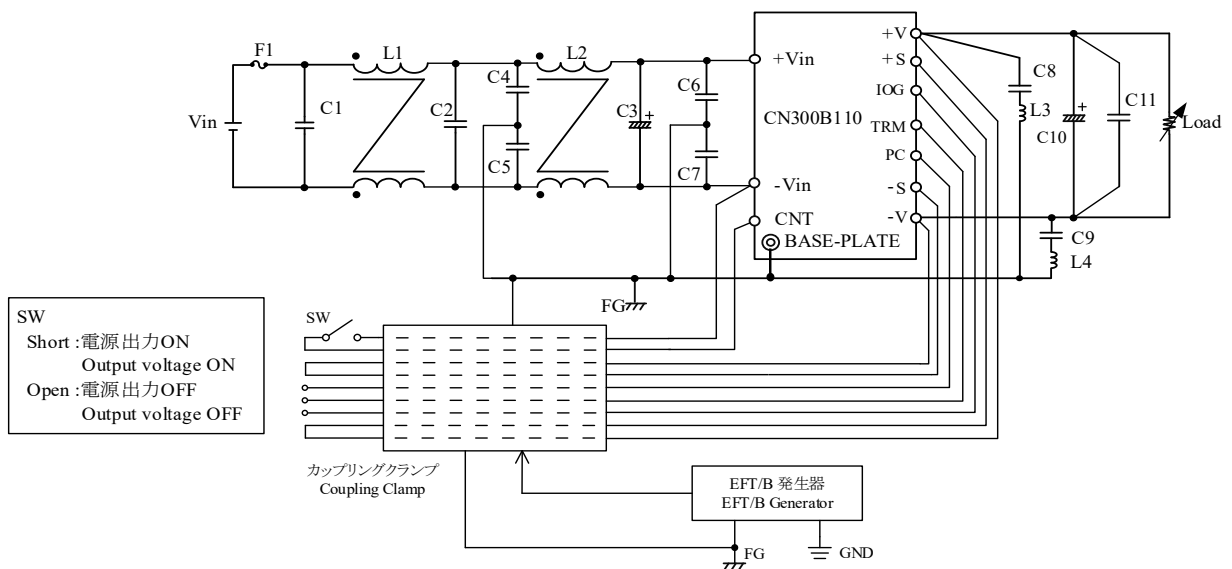 F1
L1
L2
Vin
C1
C2
C4
C5
C3
+
C6
C7
+Vin
-Vin
CNT
CN300B110
BASE-PLATE
+V
+S
IOG
TRM
PC
-S
-V
C8
L3
+
C10
C11
Load
C9
L4
FG
SW
Short :電源出力ON
Output voltage ON
Open :電源出力OFF
Output voltage OFF
SW
カップリングクランプ
Coupling Clamp
EFT/B 発生器
EFT/B Generator
FG
GND